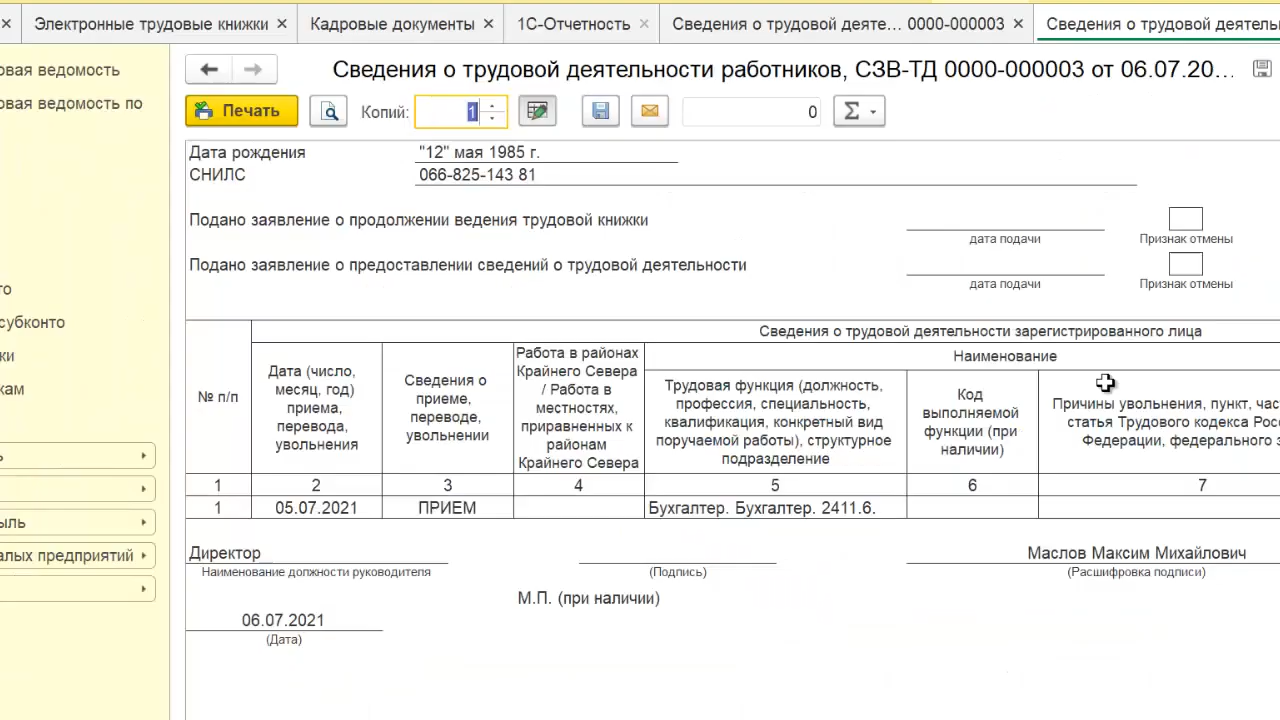 Электронные трудовые книжки × Кадровые документы × 1С-Отчетность × Сведения о трудовой деяте... 0000-000003 × Сведения о трудовой деятель
овая ведомость
овая ведомость по
то
субконто
ки
кам
ь
ыль
алых предприятий
Сведения о трудовой деятельности работников, СЗВ-ТД 0000-000003 от 06.07.20...
Печать Копий: 1 0 Σ
Дата рождения "12" мая 1985 г.
СНИЛС 066-825-143 81
Подано заявление о продолжении ведения трудовой книжки
дата подачи Признак отмены
Подано заявление о предоставлении сведений о трудовой деятельности
дата подачи Признак отмены
Сведения о трудовой деятельности зарегистрированного лица
№ п/п
Дата (число,
месяц, год)
приема,
перевода,
увольнения
Сведения о
приеме,
переводе,
увольнении
Работа в районах
Крайнего Севера
/ Работа в
местностях,
приравненных к
районам
Крайнего Севера
Наименование
Трудовая функция (должность,
профессия, специальность,
квалификация, конкретный вид
поручаемой работы), структурное
подразделение
Код
выполняемой
функции (при
наличии)
Причины увольнения, пункт, час
статья Трудового кодекса Росс
Федерации, федерального з
1 2 3 4 5 6 7
1 05.07.2021 ПРИЕМ Бухгалтер. Бухгалтер. 2411.6.
Директор Маслов Максим Михайлович
Наименование должности руководителя (Подпись) (Расшифровка подписи)
М.П. (при наличии)
06.07.2021
(Дата)